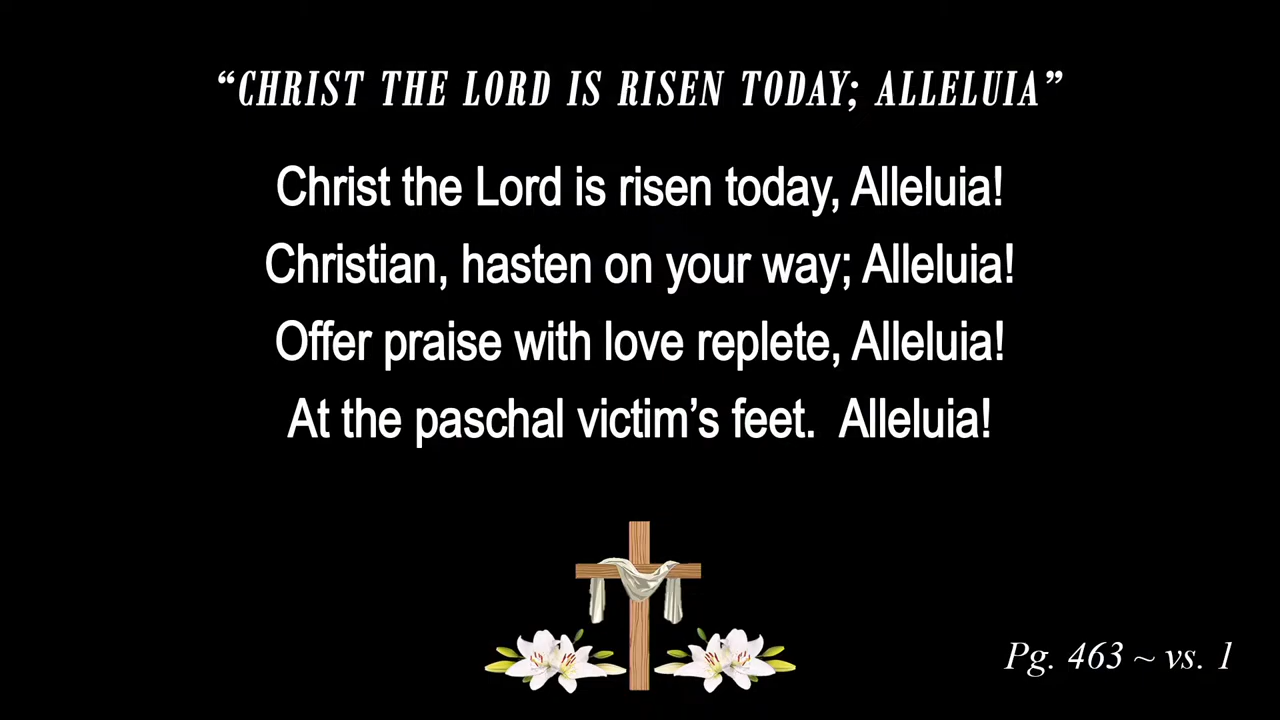 “CHRIST THE LORD IS RISEN TODAY; ALLELUIA”
Christ the Lord is risen today, Alleluia!
Christian, hasten on your way; Alleluia!
Offer praise with love replete, Alleluia!
At the paschal victim’s feet.  Alleluia!
Pg. 463 ~ vs. 1